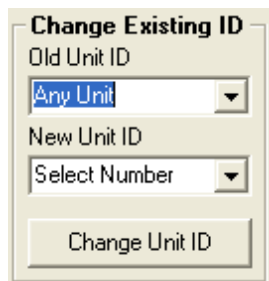 Change Existing ID
Old Unit ID
Any Unit
New Unit ID
Select Number
Change Unit ID